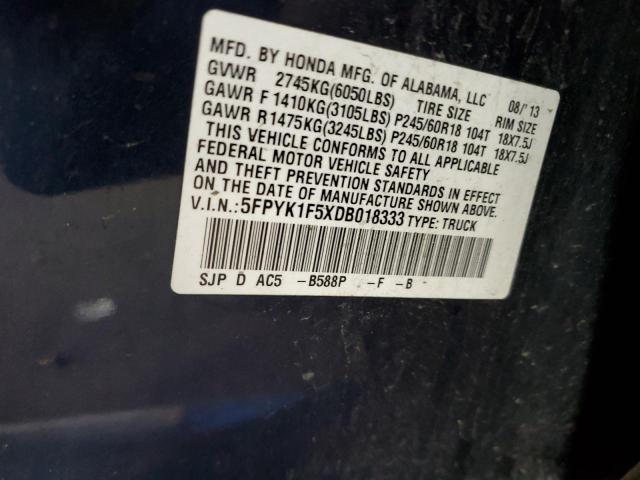 MFD. BY HONDA MFG. OF ALABAMA, LLC 08/'13
GVWR 2745KG(6050LBS) TIRE SIZE RIM SIZE
GAWR F 1410KG(3105LBS) P245/60R18 104T 18X7.5J
GAWR R 1475KG(3245LBS) P245/60R18 104T 18X7.5J
THIS VEHICLE CONFORMS TO ALL APPLICABLE
FEDERAL MOTOR VEHICLE SAFETY
AND THEFT PREVENTION STANDARDS IN EFFECT
ON THE DATE OF MANUFACTURE SHOWN ABOVE.
V.I.N.:5FPYK1F5XDB018333 TYPE: TRUCK
SJP D AC5 -B588P -F -B